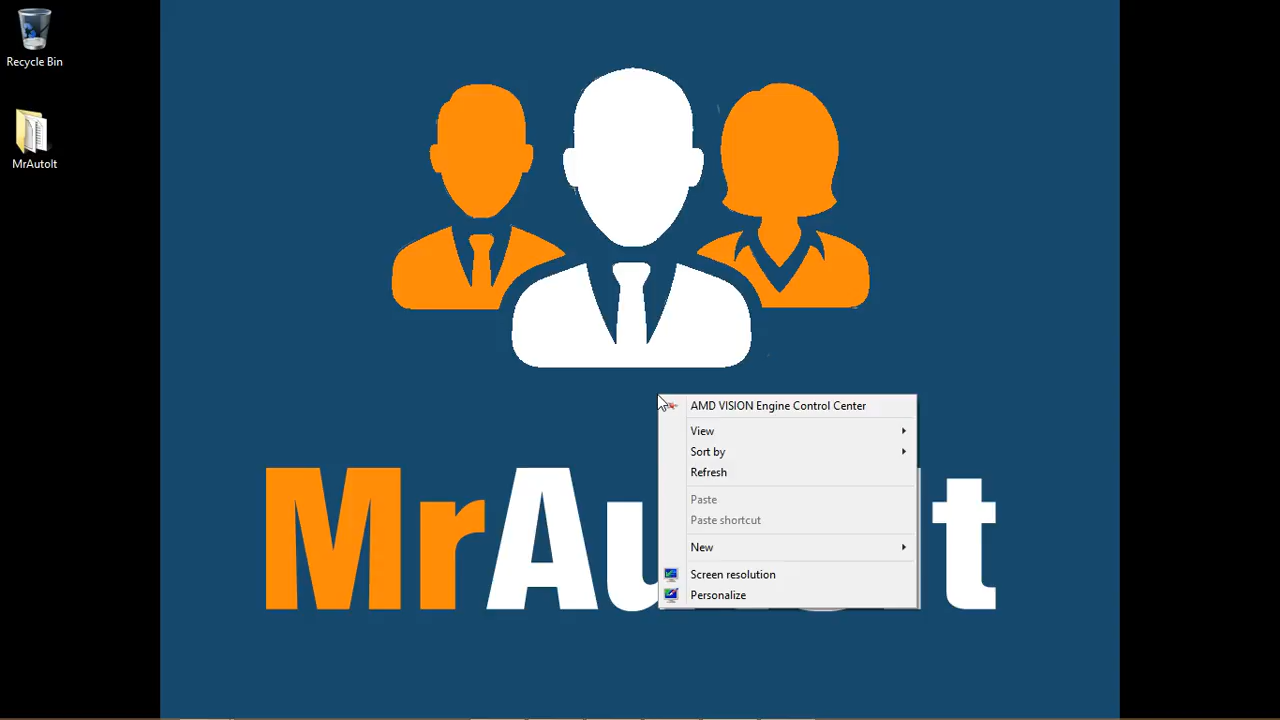 Recycle Bin
MrAutoIt
AMD VISION Engine Control Center
View
Sort by
Refresh
Paste
Paste shortcut
New
Screen resolution
Personalize
MrAu t